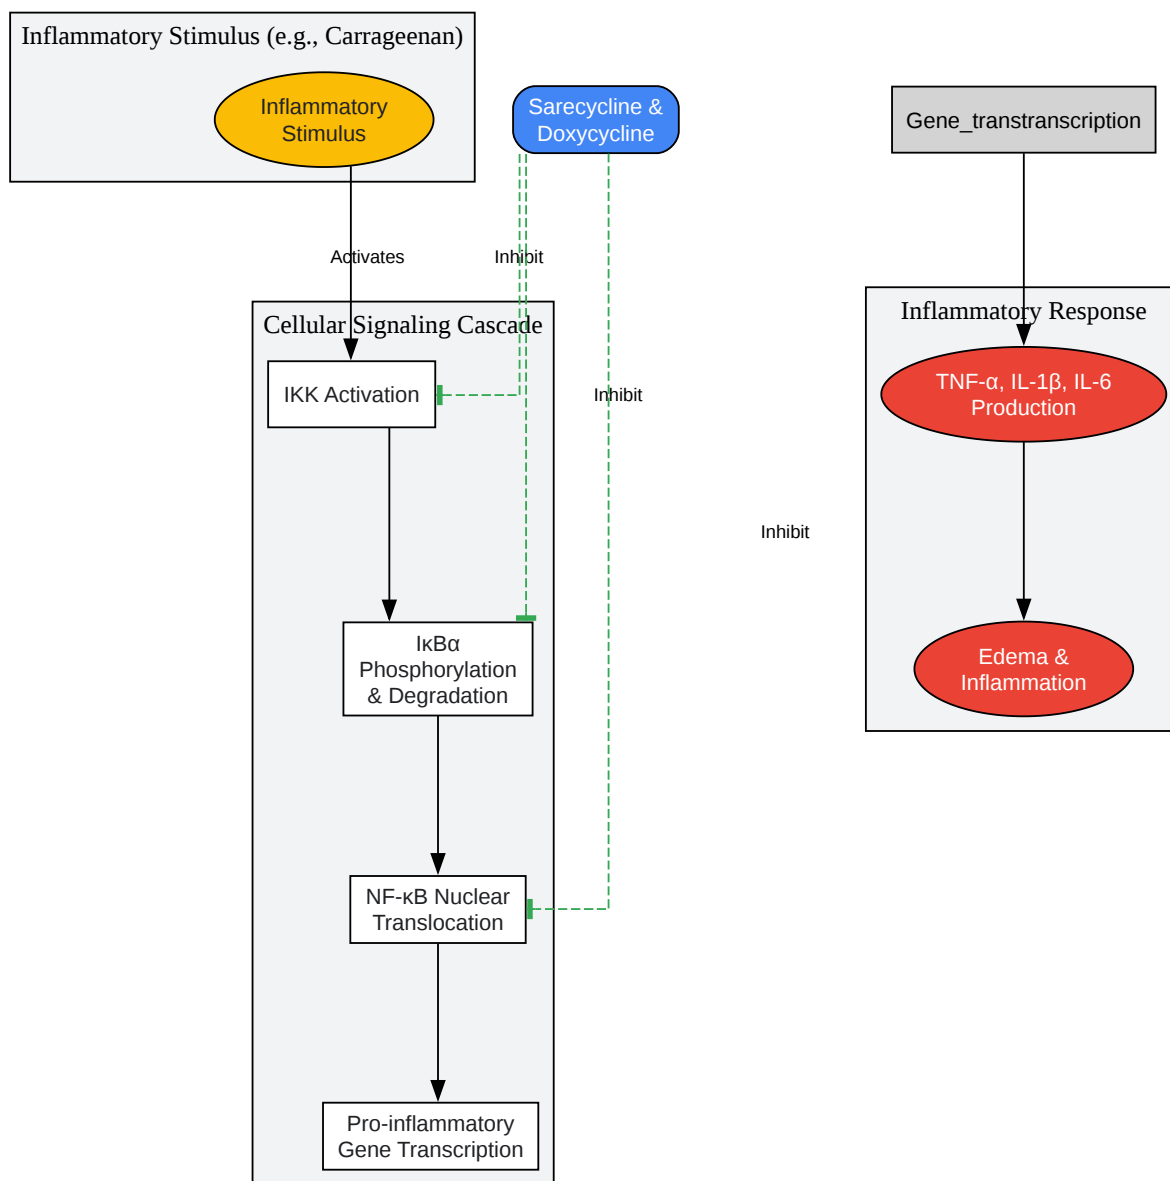 Inflammatory Stimulus (e.g., Carrageenan)
Inflammatory
Stimulus
Sarecycline &
Doxycycline
Gene_transtranscription
Activates
Inhibit
Cellular Signaling Cascade
IKK Activation
Inhibit
Inflammatory Response
TNF-α, IL-1β, IL-6
Production
Inhibit
IκBα
Phosphorylation
& Degradation
Edema &
Inflammation
NF-κB Nuclear
Translocation
Pro-inflammatory
Gene Transcription